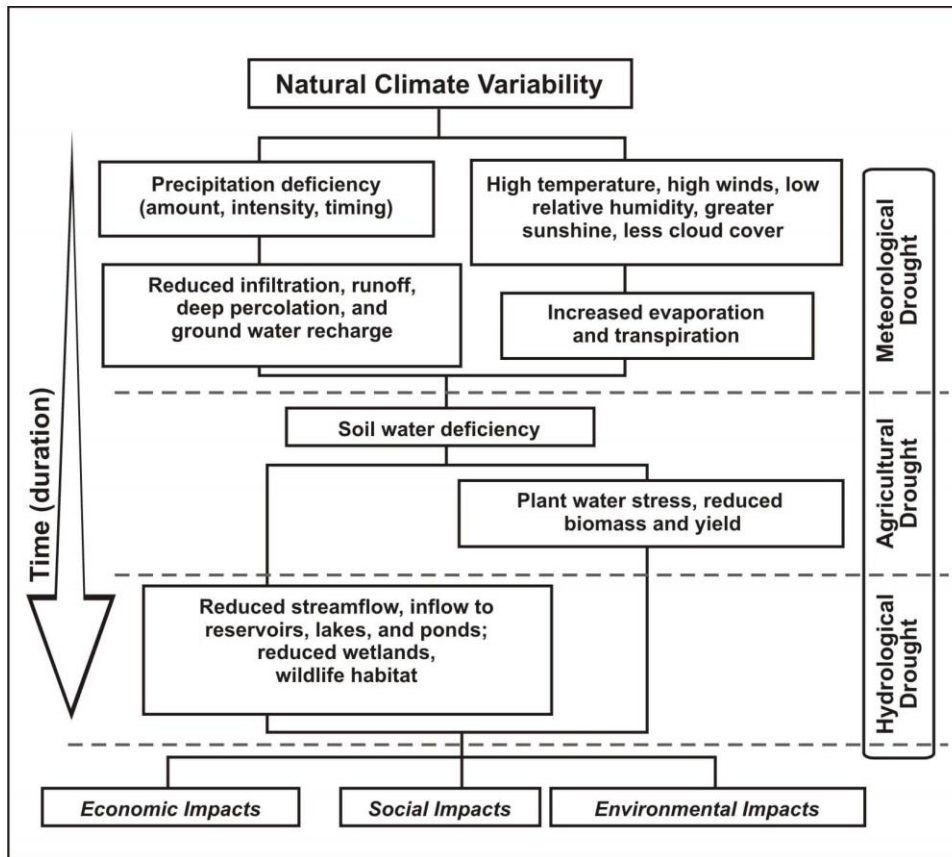 Natural Climate Variability
Precipitation deficiency
(amount, intensity, timing)
High temperature, high winds, low
relative humidity, greater
sunshine, less cloud cover
Reduced infiltration, runoff,
deep percolation, and
ground water recharge
Increased evaporation
and transpiration
Meteorological
Drought
Time (duration)
Soil water deficiency
Plant water stress, reduced
biomass and yield
Agricultural
Drought
Reduced streamflow, inflow to
reservoirs, lakes, and ponds;
reduced wetlands,
wildlife habitat
Hydrological
Drought
Economic Impacts
Social Impacts
Environmental Impacts